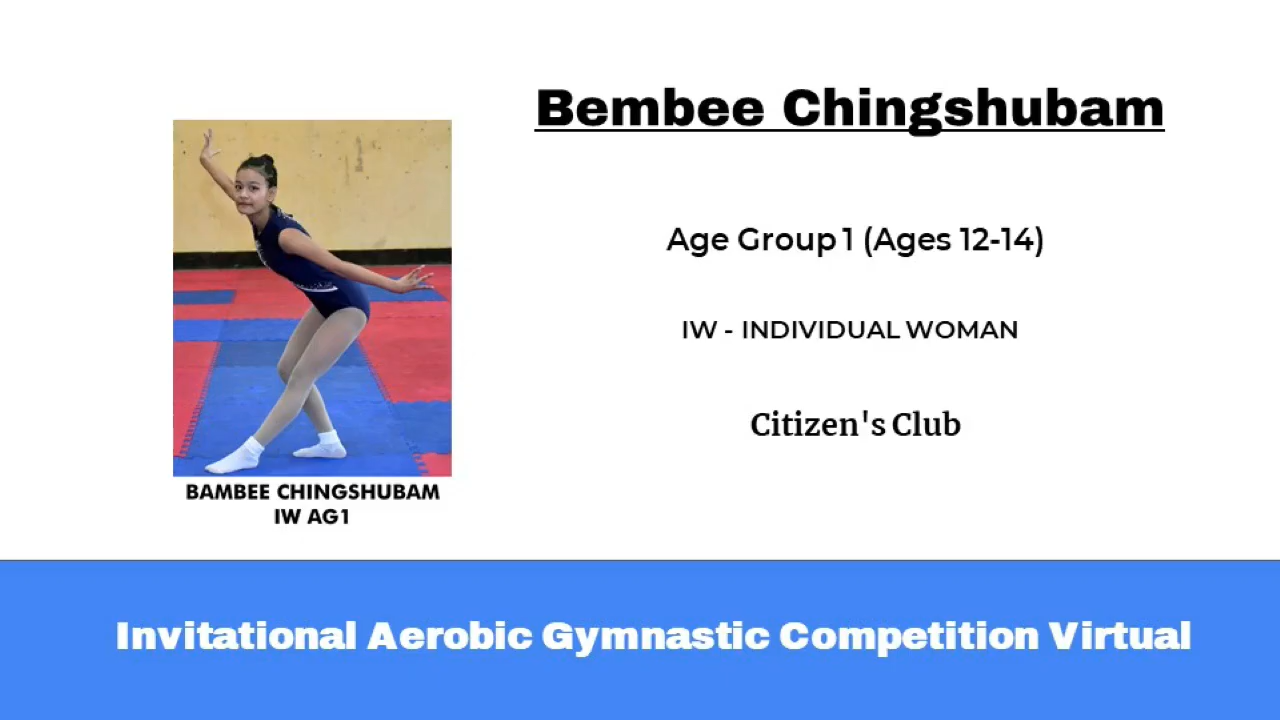 Bembee Chingshubam
Age Group 1 (Ages 12-14)
IW - INDIVIDUAL WOMAN
Citizen's Club
BAMBEE CHINGSHUBAM
IW AG1
Invitational Aerobic Gymnastic Competition Virtual